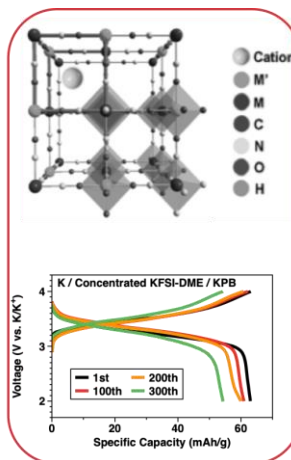 Cation
M'
M
C
N
O
H
K / Concentrated KFSI-DME / KPB
4
3
2
Voltage (V vs. K/K⁺)
1st
200th
100th
300th
0
20
40
60
Specific Capacity (mAh/g)